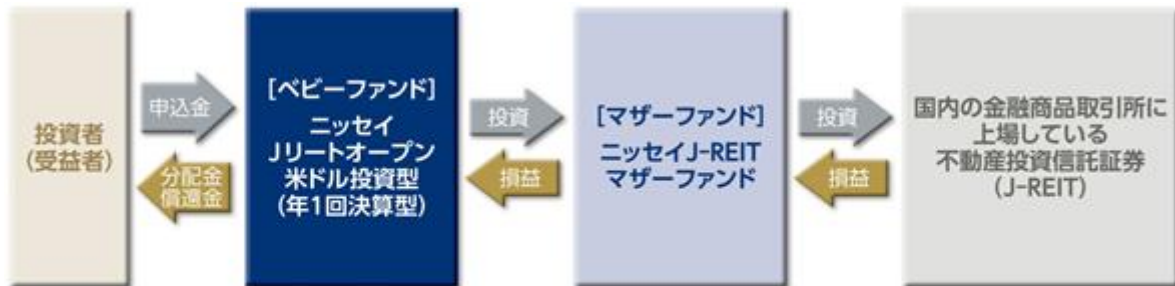 投資者
(受益者)
申込金
分配金
償還金
[ベビーファンド]
ニッセイ
Jリートオープン
米ドル投資型
(年1回決算型)
投資
損益
[マザーファンド]
ニッセイJ-REIT
マザーファンド
投資
損益
国内の金融商品取引所に
上場している
不動産投資信託証券
(J-REIT)